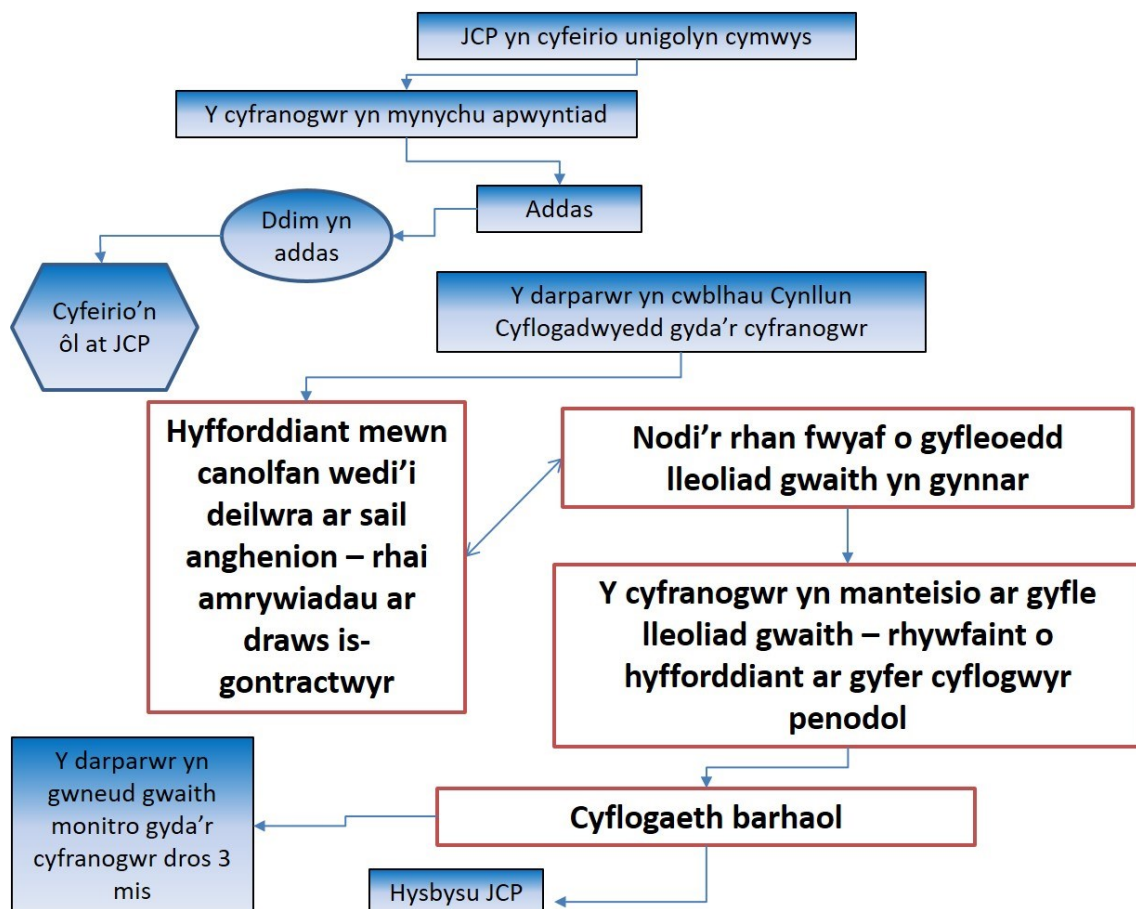 JCP yn cyfeirio unigolyn cymwys
Y cyfranogwr yn mynychu apwyntiad
Addas
Ddim yn
addas
Cyfeirio’n
ôl at JCP
Y darparwr yn cwblhau Cynllun
Cyflogadwyedd gyda’r cyfranogwr
Hyfforddiant mewn
canolfan wedi’i
deilwra ar sail
anghenion – rhai
amrywiadau ar
draws is-
gontractwyr
Nodi’r rhan fwyaf o gyfleoedd
lleoliad gwaith yn gynnar
Y cyfranogwr yn manteisio ar gyfle
lleoliad gwaith – rhywfaint o
hyfforddiant ar gyfer cyflogwyr
penodol
Cyflogaeth barhaol
Y darparwr yn
gwneud gwaith
monitro gyda’r
cyfranogwr dros 3
mis
Hysbysu JCP